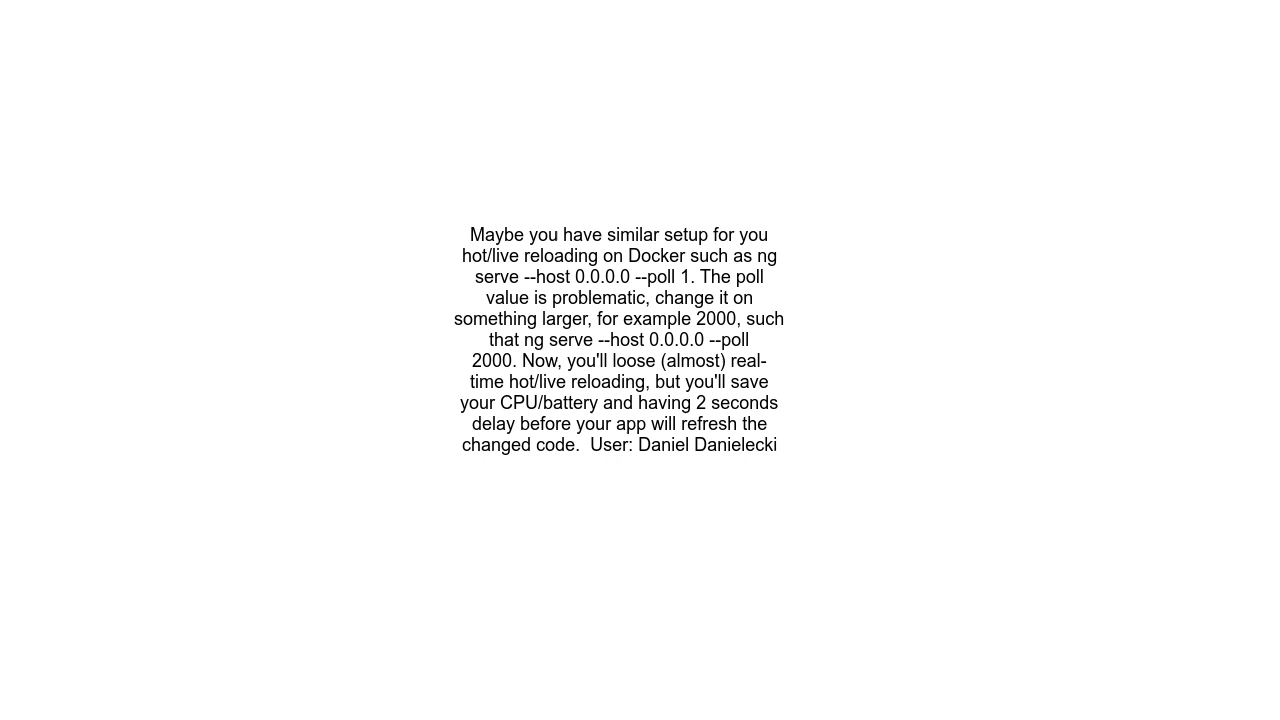 Maybe you have similar setup for you
hot/live reloading on Docker such as ng
serve --host 0.0.0.0 --poll 1. The poll
value is problematic, change it on
something larger, for example 2000, such
that ng serve --host 0.0.0.0 --poll
2000. Now, you'll loose (almost) real-
time hot/live reloading, but you'll save
your CPU/battery and having 2 seconds
delay before your app will refresh the
changed code.  User: Daniel Danielecki